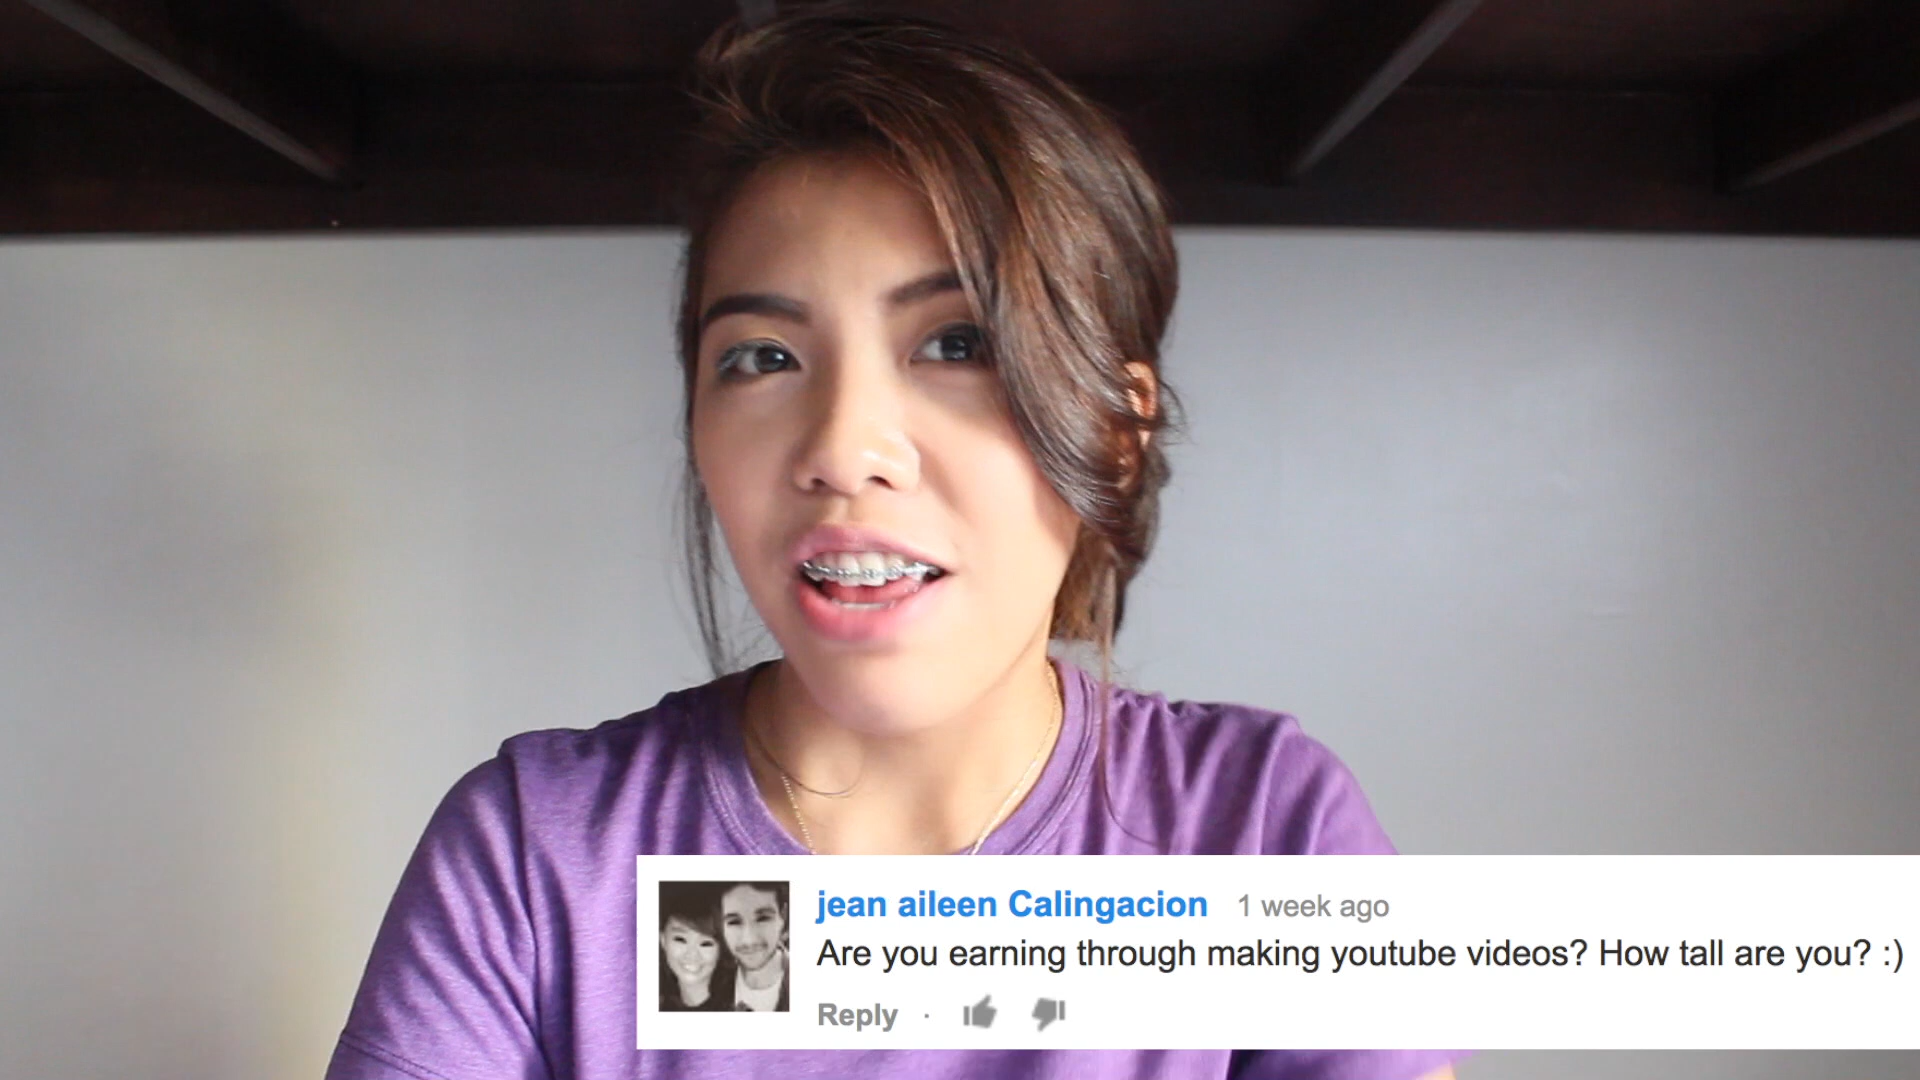 jean aileen Calingacion 1 week ago
Are you earning through making youtube videos? How tall are you? :)
Reply ·